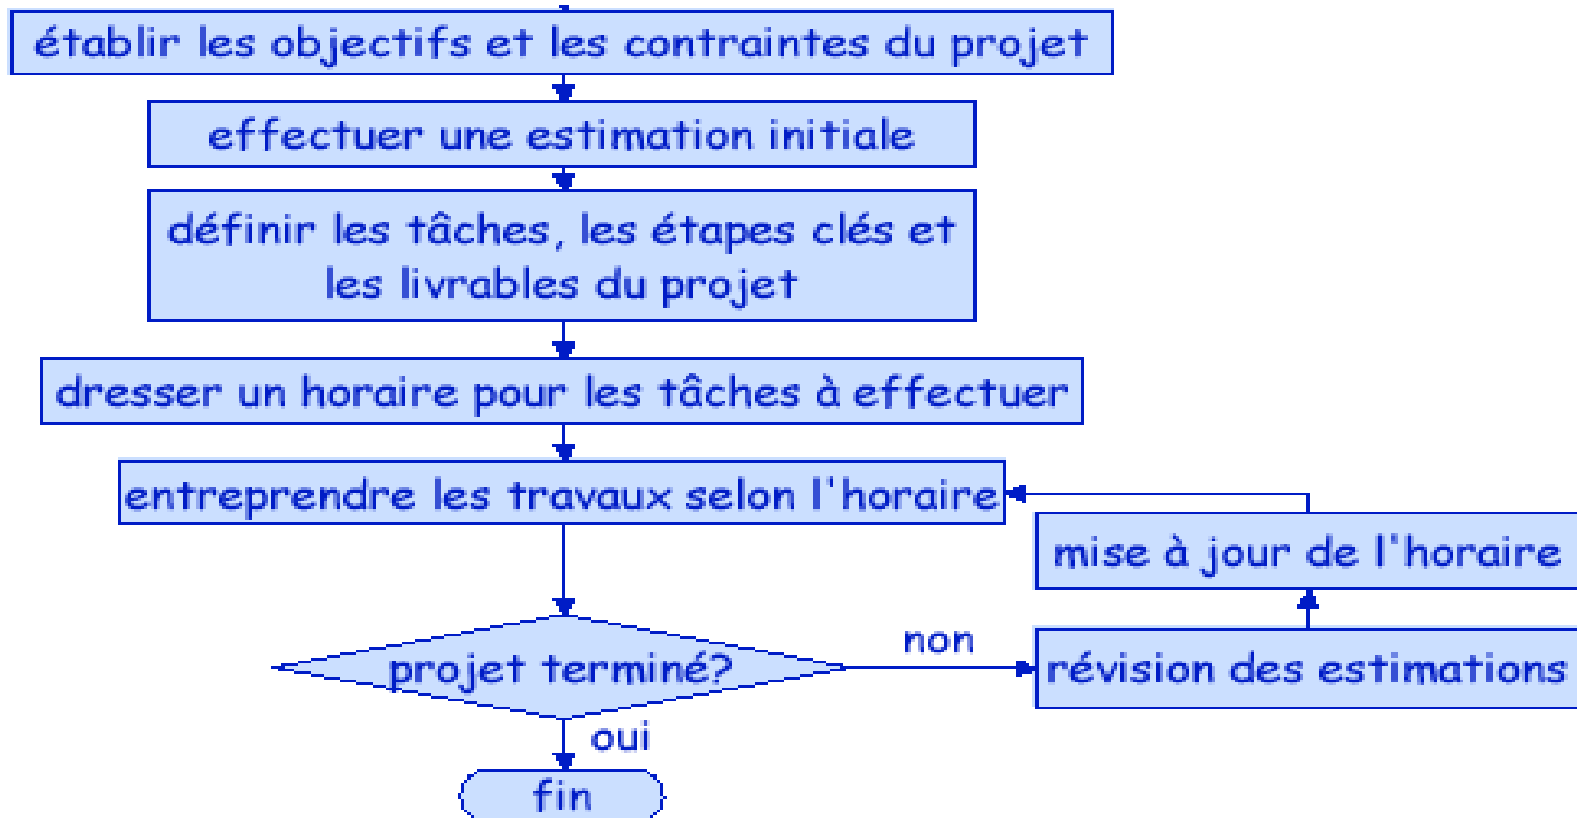 établir les objectifs et les contraintes du projet
effectuer une estimation initiale
définir les tâches, les étapes clés et
les livrables du projet
dresser un horaire pour les tâches à effectuer
entreprendre les travaux selon l'horaire
mise à jour de l'horaire
non
projet terminé?
révision des estimations
oui
fin